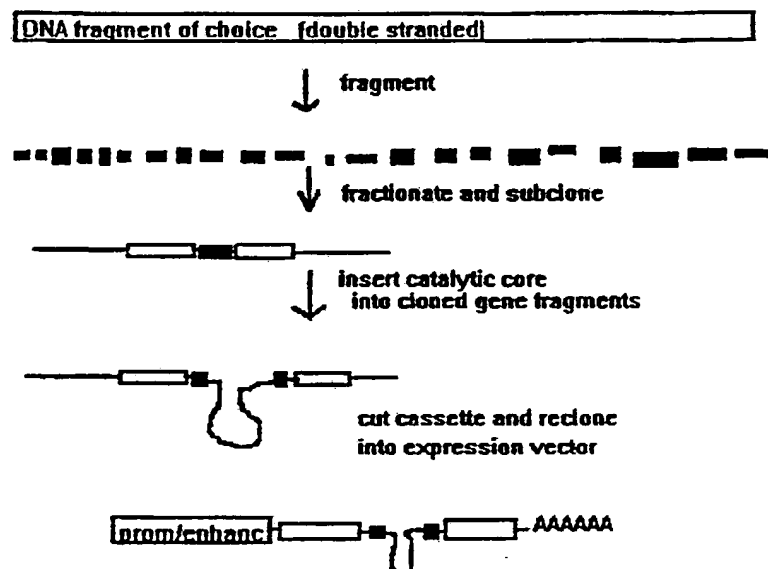 DNA fragment of choice (double stranded)
fragment
fractionate and subclone
insert catalytic core
into cloned gene fragments
cut cassette and reclone
into expression vector
prom/enhanc
AAAAAA